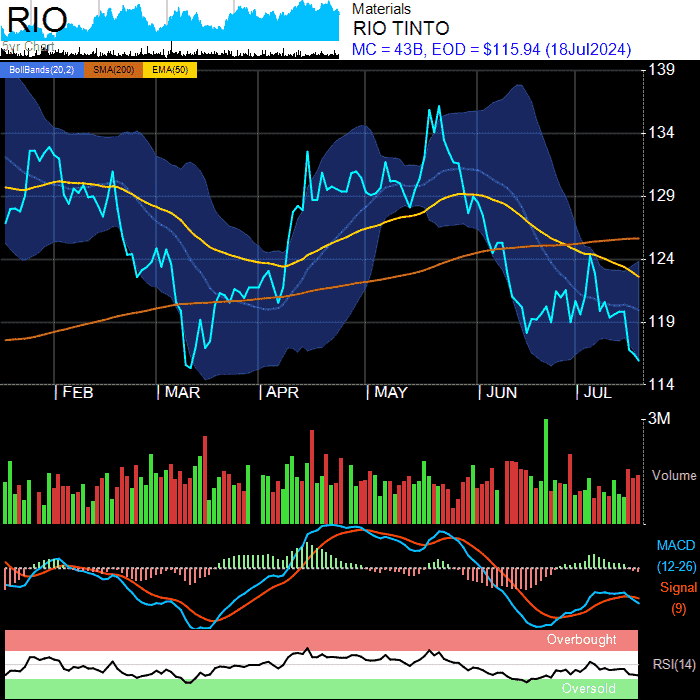 RIO
5yr Chart
Materials
RIO TINTO
MC = 43B, EOD = $115.94 (18Jul2024)
BollBands(20,2) SMA(200) EMA(50)
139
134
129
124
119
114
| FEB | MAR | APR | MAY | JUN | JUL
3M
Volume
MACD
(12-26)
Signal
(9)
Overbought
RSI(14)
Oversold